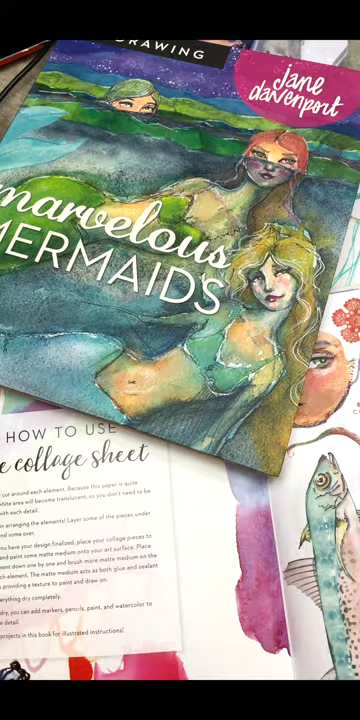 DRAWING
jane
davenport
marvelous
MERMAIDS
HOW TO USE
collage sheet
cut around each element. Because this paper is quite
white area will become translucent, so you don't need to be
with each detail.
in arranging the elements! Layer some of the pieces under
and some over.
you have your design finalized, place your collage pieces to
and paint some matte medium onto your art surface. Place
element down one by one and brush more matte medium on the
each element. The matte medium acts as both glue and sealant
providing a texture to paint and draw on.
everything dry completely.
dry, you can add markers, pencils, paint, and watercolor to
detail.
projects in this book for illustrated instructions!